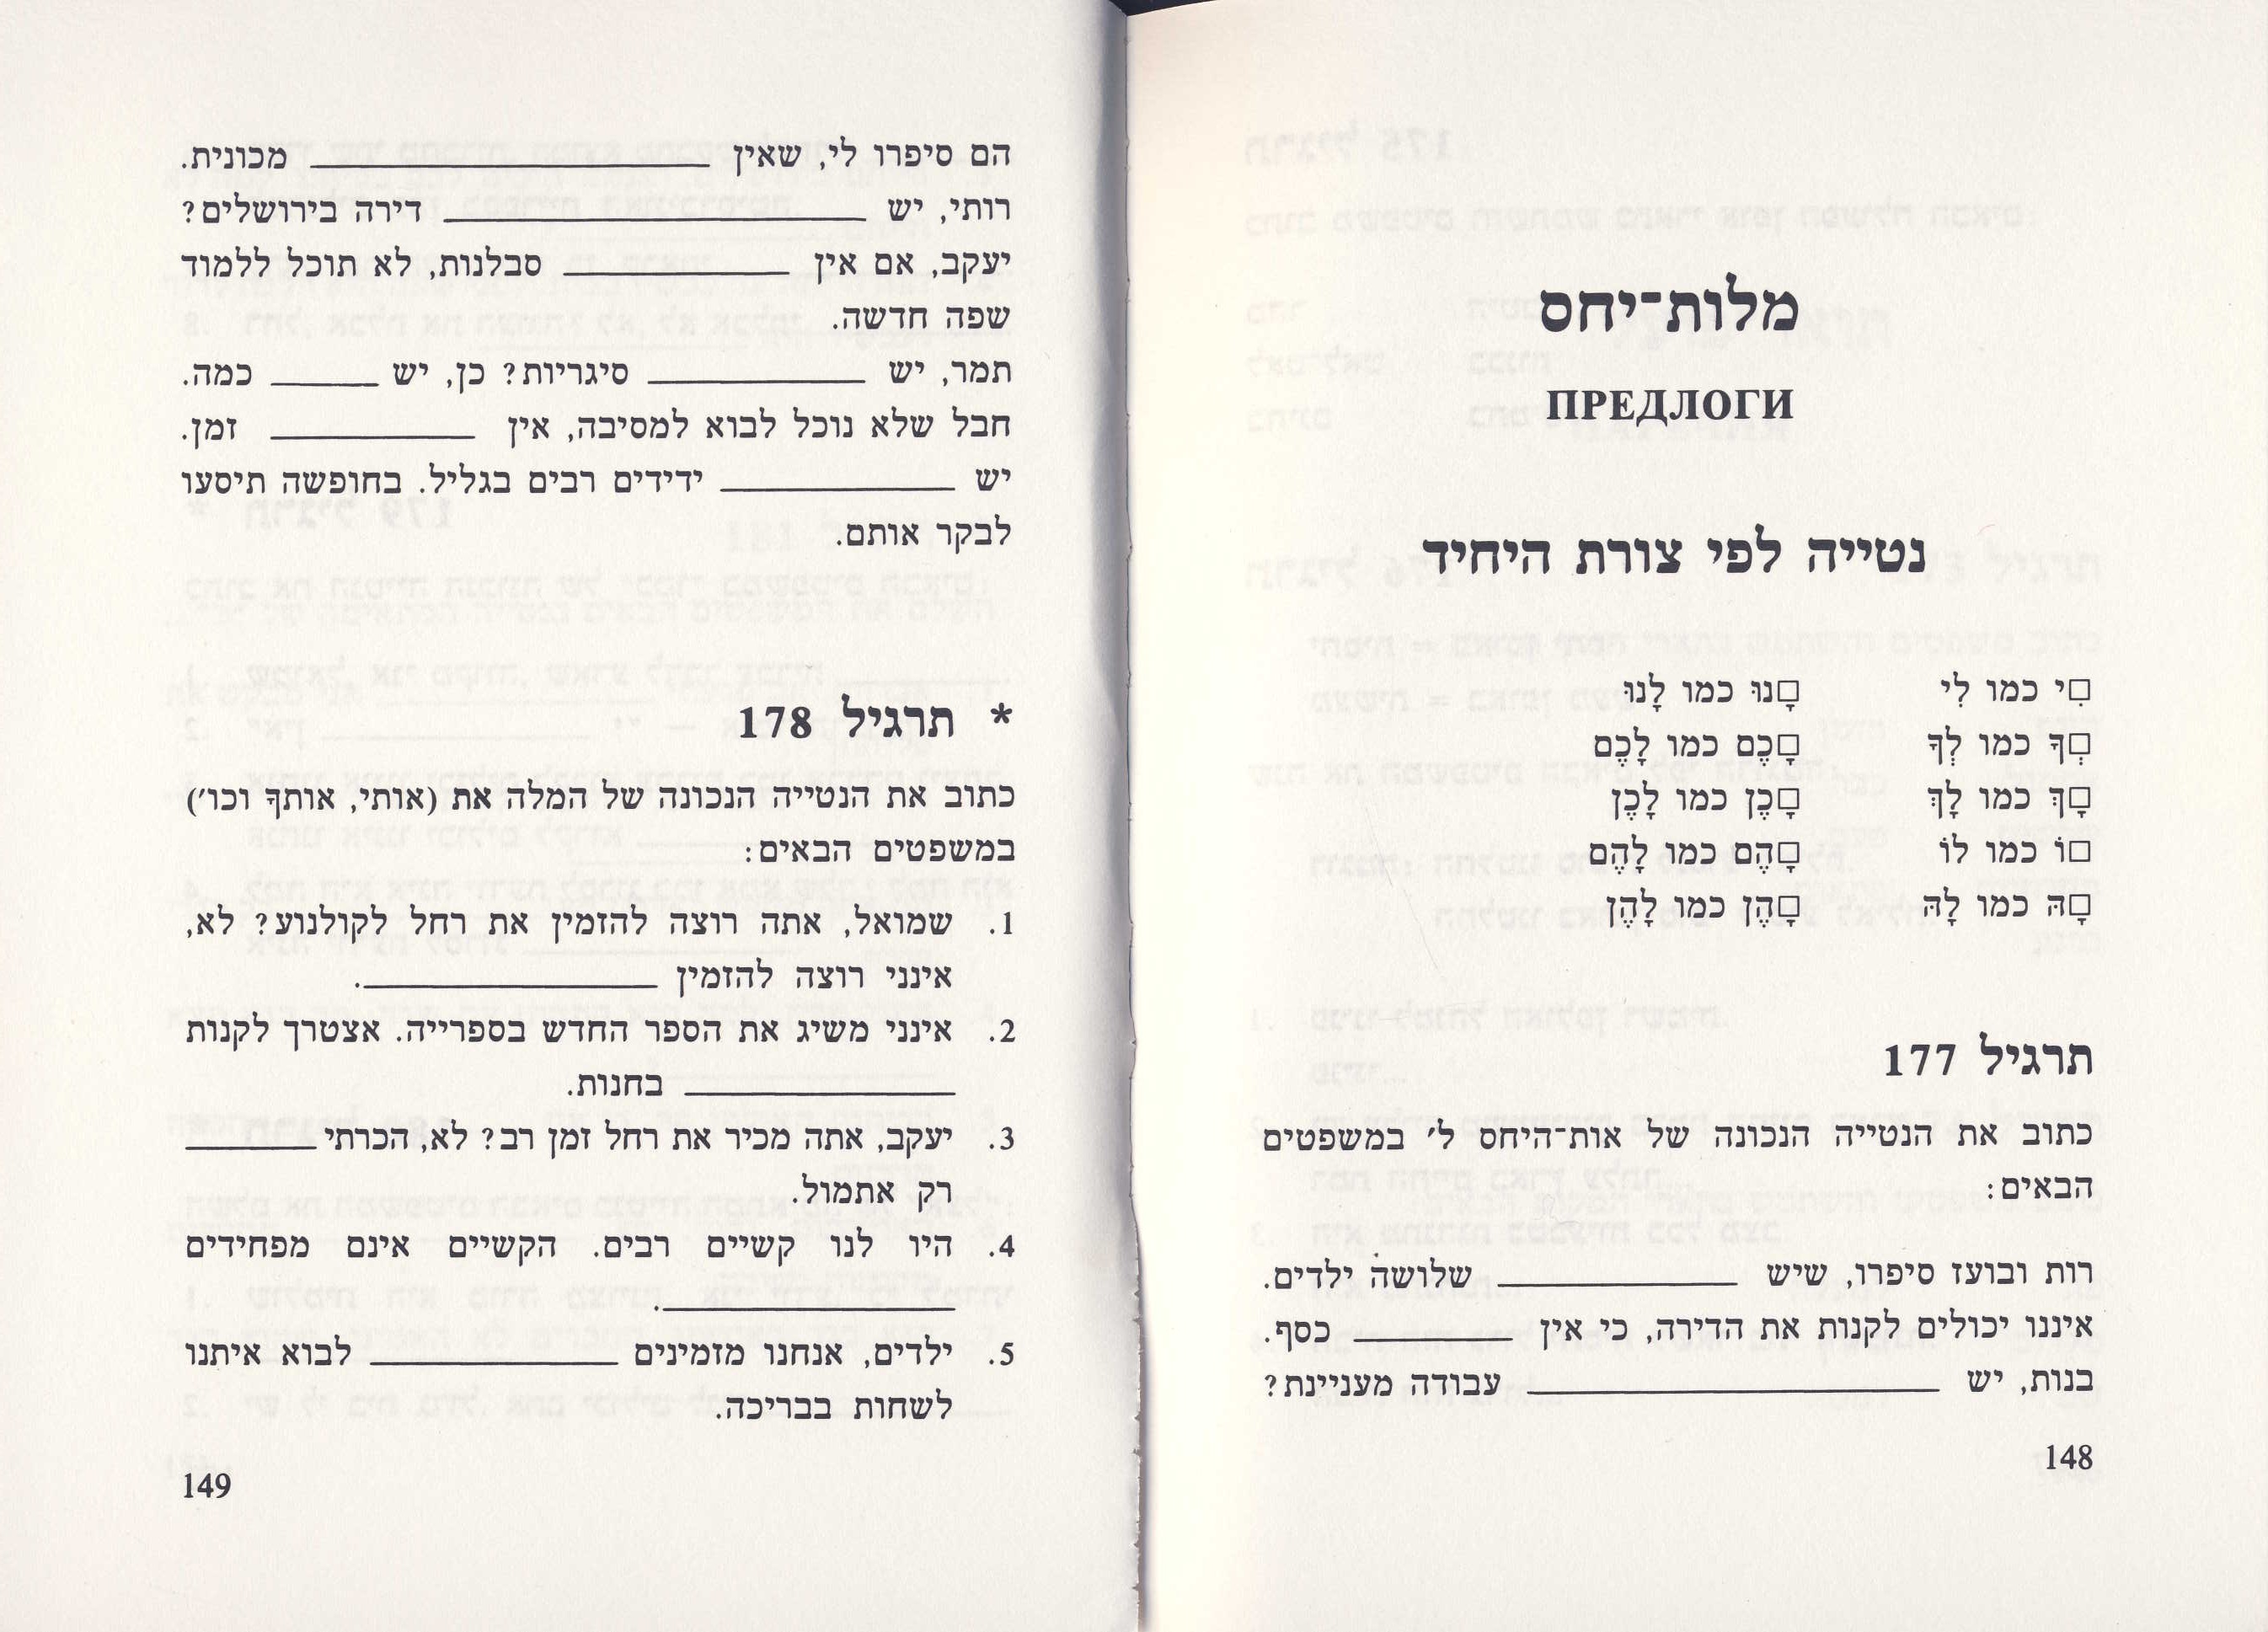 מלות־יחס
ПРЕДЛОГИ
נטייה לפי צורת היחיד
□ִי כמו לִי □ָנוּ כמו לָנוּ
□ְךָ כמו לְךָ □ָכֶם כמו לָכֶם
□ָךְ כמו לָךְ □ָכֶן כמו לָכֶן
□וֹ כמו לוֹ □ָהֶם כמו לָהֶם
□ָהּ כמו לָהּ □ָהֶן כמו לָהֶן
תרגיל 177
כתוב את הנטייה הנכונה של אות־היחס ל׳ במשפטים
הבאים:
רות ובועז סיפרו, שיש ________ שלושה ילדים.
איננו יכולים לקנות את הדירה, כי אין ________ כסף.
בנות, יש ________ עבודה מעניינת?
148
הם סיפרו לי, שאין ________ מכונית.
רותי, יש ________ דירה בירושלים?
יעקב, אם אין ________ סבלנות, לא תוכל ללמוד
שפה חדשה.
תמר, יש ________ סיגריות? כן, יש ________ כמה.
חבל שלא נוכל לבוא למסיבה, אין ________ זמן.
יש ________ ידידים רבים בגליל. בחופשה תיסעו
לבקר אותם.
* תרגיל 178
כתוב את הנטייה הנכונה של המלה את (אותי, אותךָ וכו׳)
במשפטים הבאים:
1. שמואל, אתה רוצה להזמין את רחל לקולנוע? לא,
אינני רוצה להזמין ________.
2. אינני משיג את הספר החדש בספרייה. אצטרך לקנות
________ בחנות.
3. יעקב, אתה מכיר את רחל זמן רב? לא, הכרתי ________
רק אתמול.
4. היו לנו קשיים רבים. הקשיים אינם מפחידים
________.
5. ילדים, אנחנו מזמינים ________ לבוא איתנו
לשחות בבריכה.
149